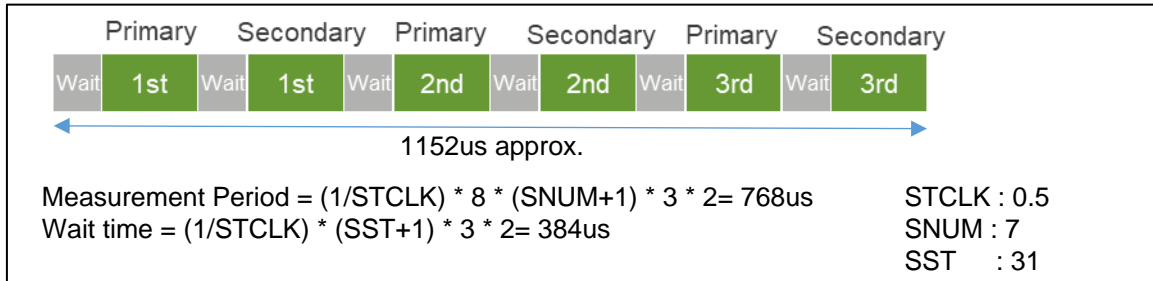 Primary Secondary Primary Secondary Primary Secondary
Wait 1st Wait 1st Wait 2nd Wait 2nd Wait 3rd Wait 3rd
1152us approx.
Measurement Period = (1/STCLK) * 8 * (SNUM+1) * 3 * 2= 768us
Wait time = (1/STCLK) * (SST+1) * 3 * 2= 384us
STCLK : 0.5
SNUM : 7
SST : 31